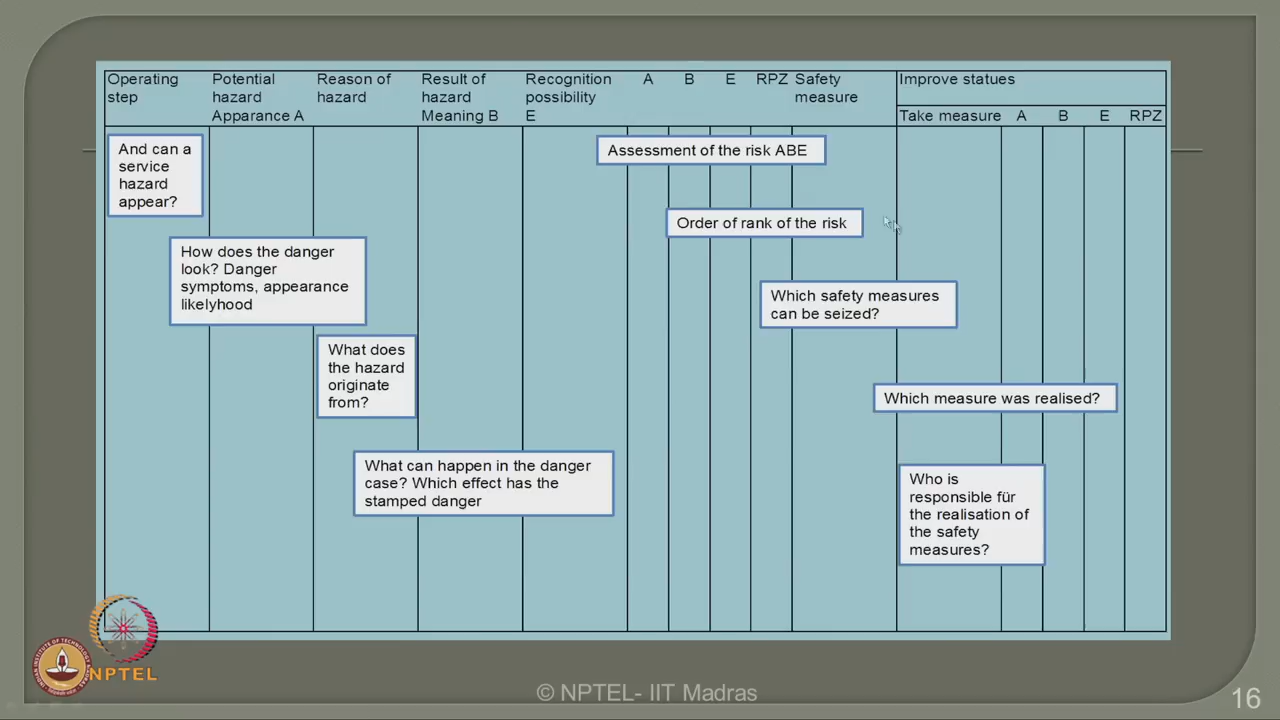 Operating step
Potential hazard Apparance A
Reason of hazard
Result of hazard Meaning B
Recognition possibility E
A
B
E
RPZ
Safety measure
Improve statues
Take measure
A
B
E
RPZ
And can a
service
hazard
appear?
Assessment of the risk ABE
Order of rank of the risk
How does the danger
look? Danger
symptoms, appearance
likelyhood
Which safety measures
can be seized?
What does
the hazard
originate
from?
Which measure was realised?
What can happen in the danger
case? Which effect has the
stamped danger
Who is
responsible für
the realisation of
the safety
measures?
NPTEL
© NPTEL- IIT Madras
16